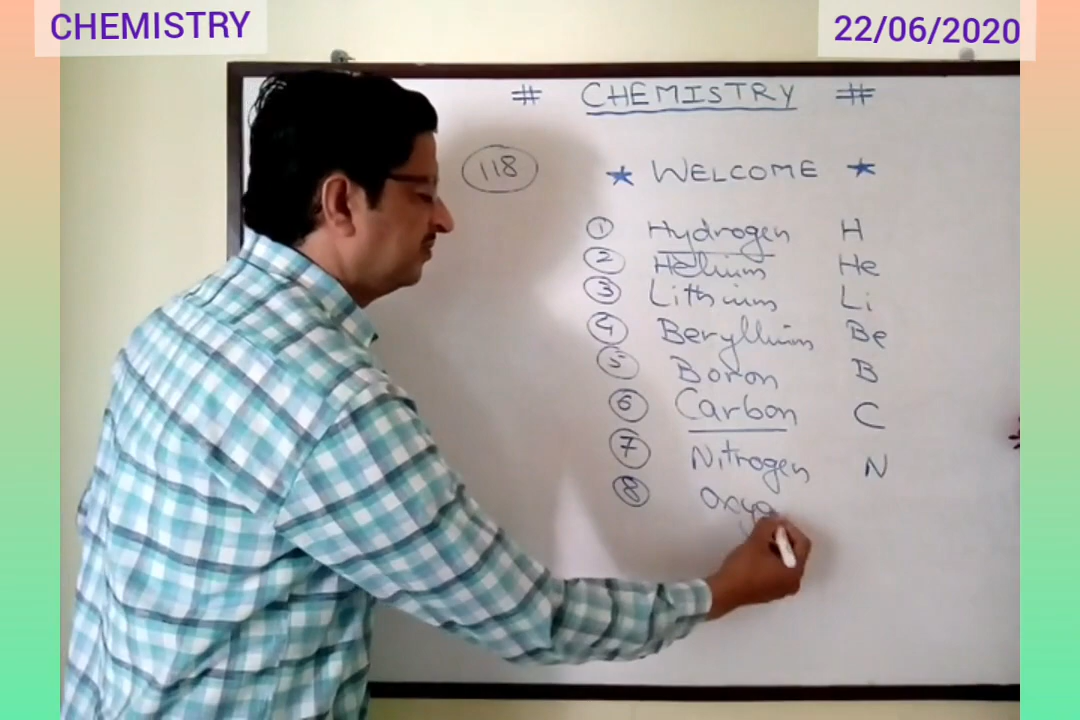 CHEMISTRY 22/06/2020
# CHEMISTRY #
118
★ WELCOME ★
1 Hydrogen H
2 Helium He
3 Lithium Li
4 Beryllium Be
5 Boron B
6 Carbon C
7 Nitrogen N
8 Oxyg